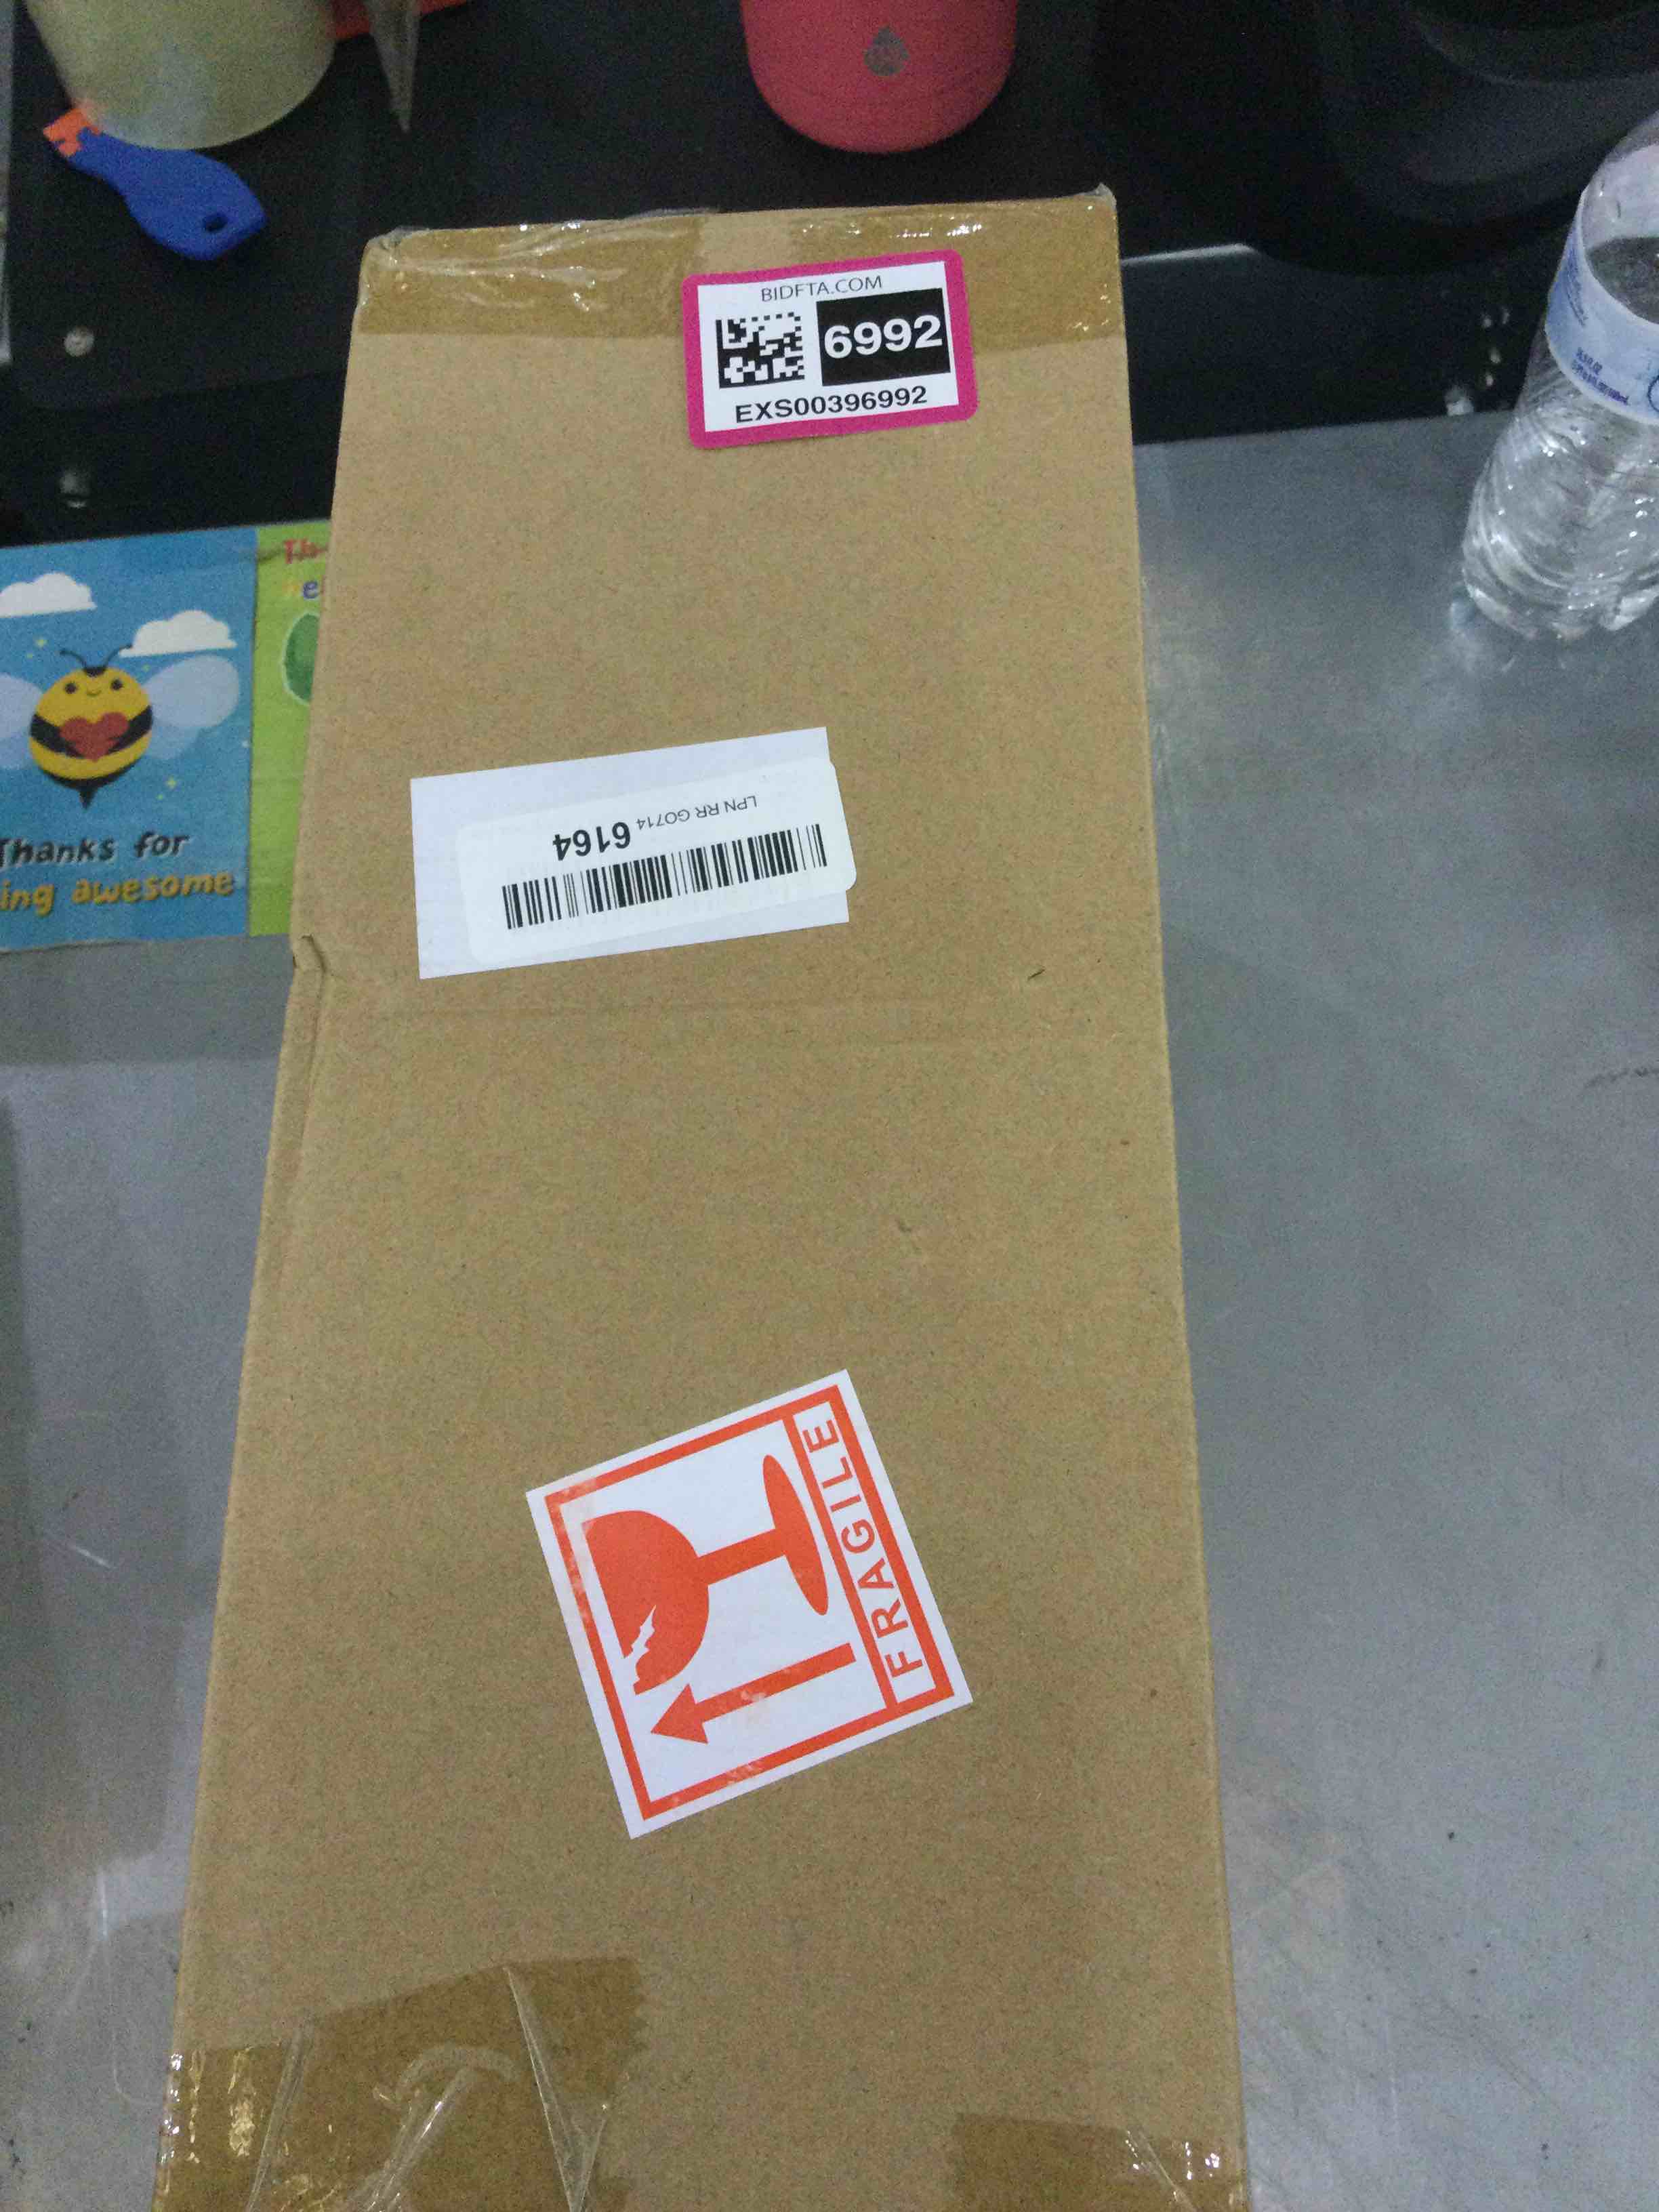 BIDFTA.COM
6992
EXS00396992
Thanks for
ing awesome
LPN RR GO714 6164
FRAGILE